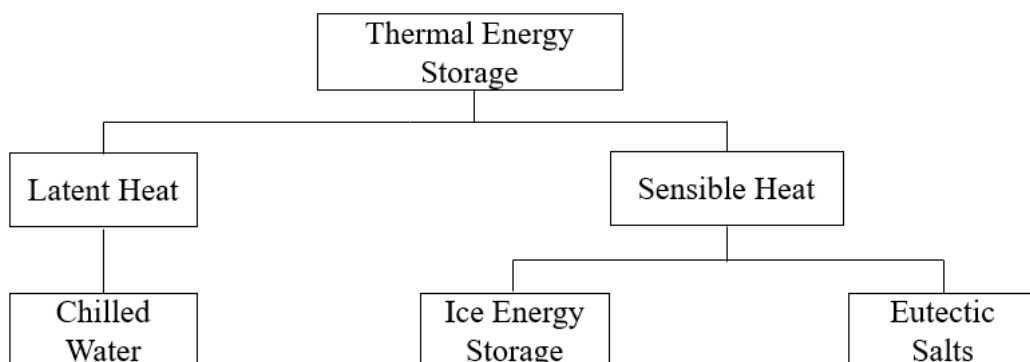 Thermal Energy
Storage
Latent Heat
Sensible Heat
Chilled
Water
Ice Energy
Storage
Eutectic
Salts